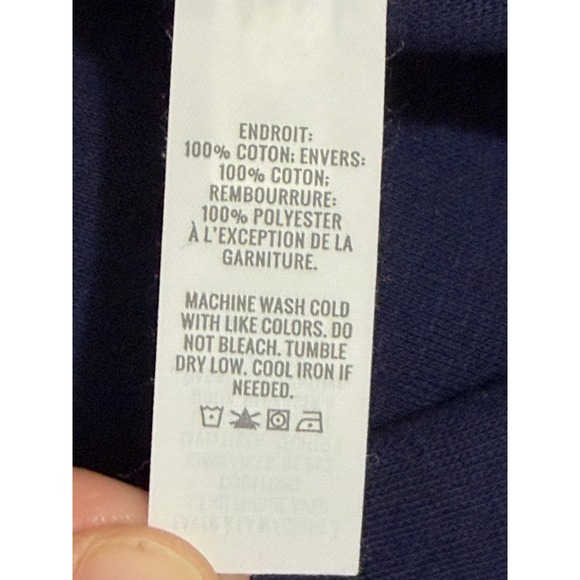 ENDROIT:
100% COTON; ENVERS:
100% COTON;
REMBOURRURE:
100% POLYESTER
À L'EXCEPTION DE LA
GARNITURE.
MACHINE WASH COLD
WITH LIKE COLORS. DO
NOT BLEACH. TUMBLE
DRY LOW. COOL IRON IF
NEEDED.